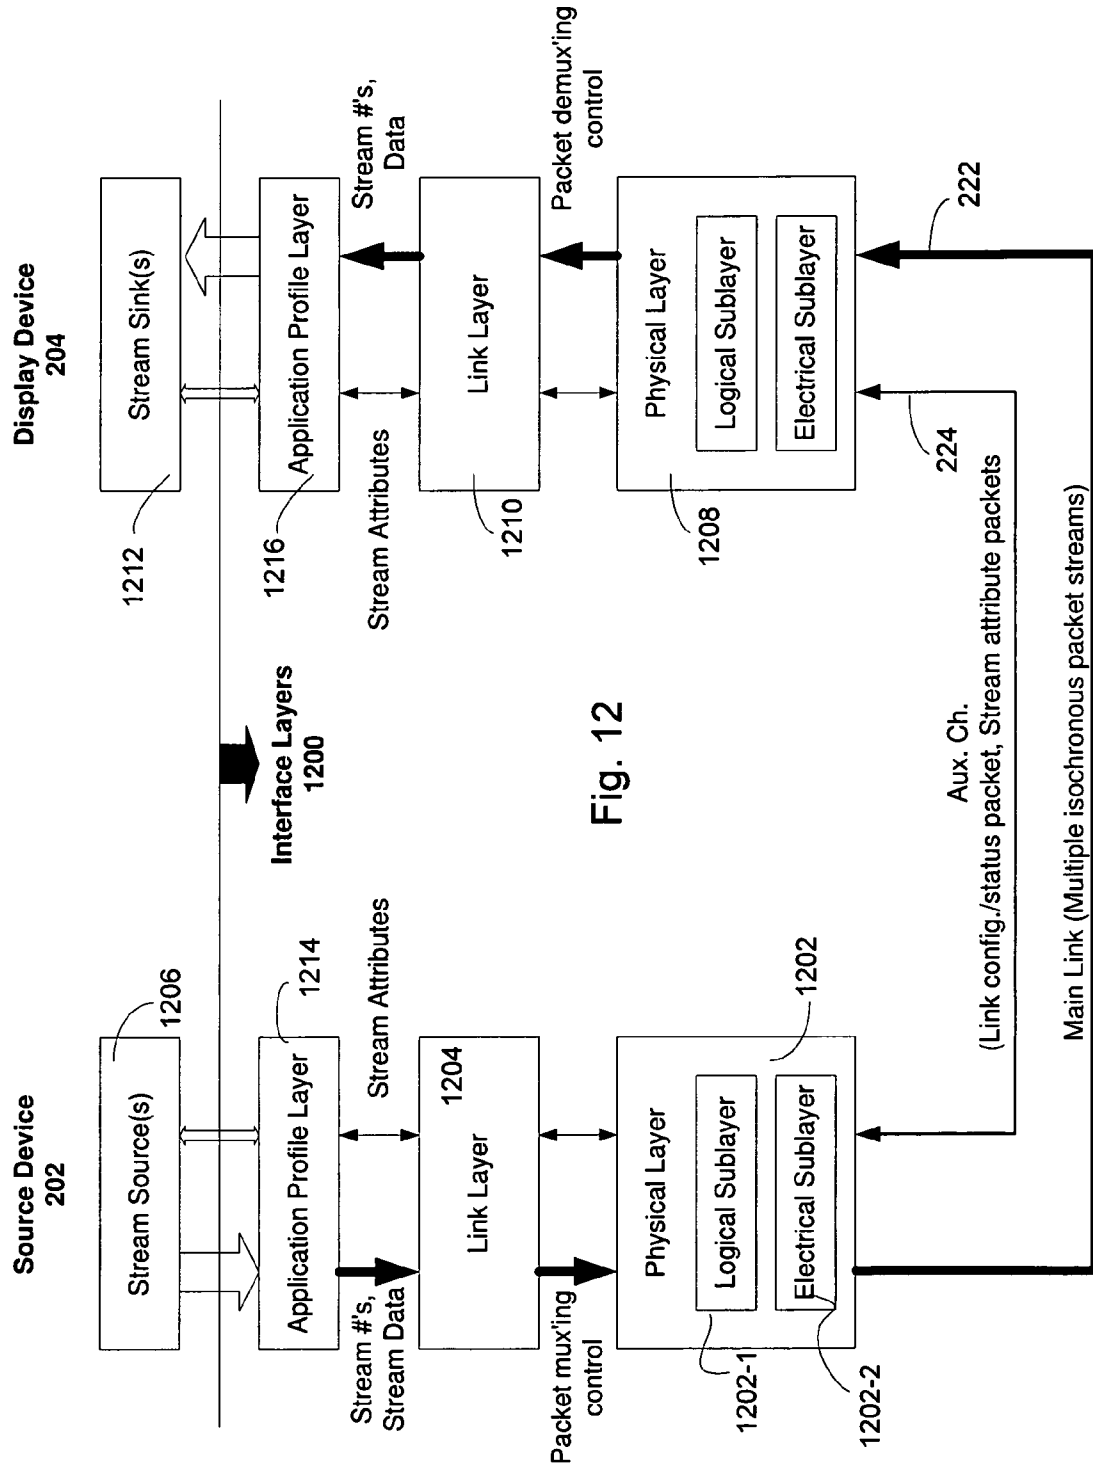 Source Device
202
Display Device
204
Stream Source(s)
1206
Stream Sink(s)
1212
Interface Layers
1200
Application Profile Layer
1214
Application Profile Layer
1216
Stream #'s,
Stream Data
Stream Attributes
Stream Attributes
Stream #'s,
Data
Link Layer
1204
Link Layer
1210
Packet mux'ing
control
Packet demux'ing
control
Fig. 12
Physical Layer
1202
Logical Sublayer
1202-1
Electrical Sublayer
1202-2
Physical Layer
1208
Logical Sublayer
Electrical Sublayer
224
222
Aux. Ch.
(Link config./status packet, Stream attribute packets
Main Link (Multiple isochronous packet streams)